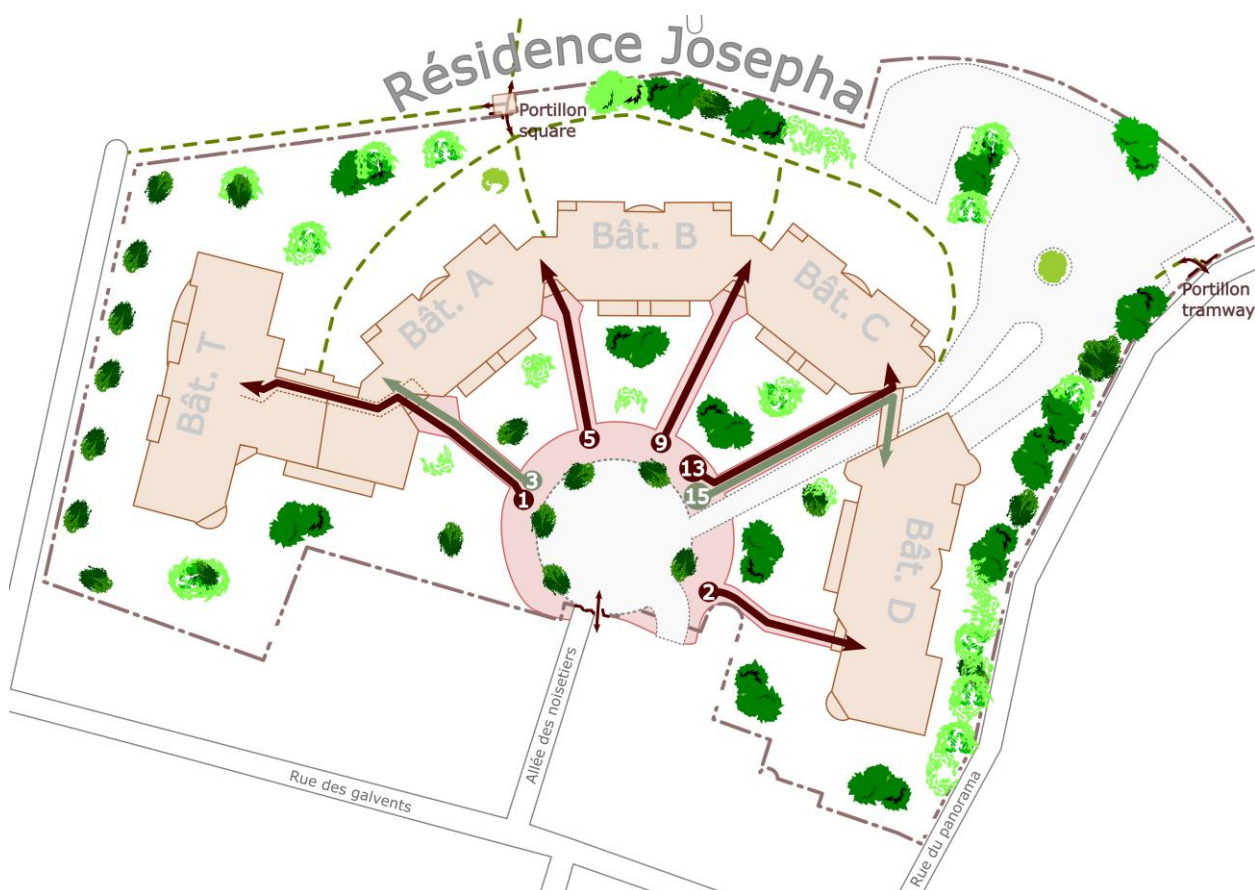 Résidence Josepha
Portillon
square
Bât. B
Bât. A
Bât. C
Bât. T
Portillon
tramway
5
9
13
3
15
1
Bât. D
2
Allée des noisetiers
Rue des galvents
Rue du panorama